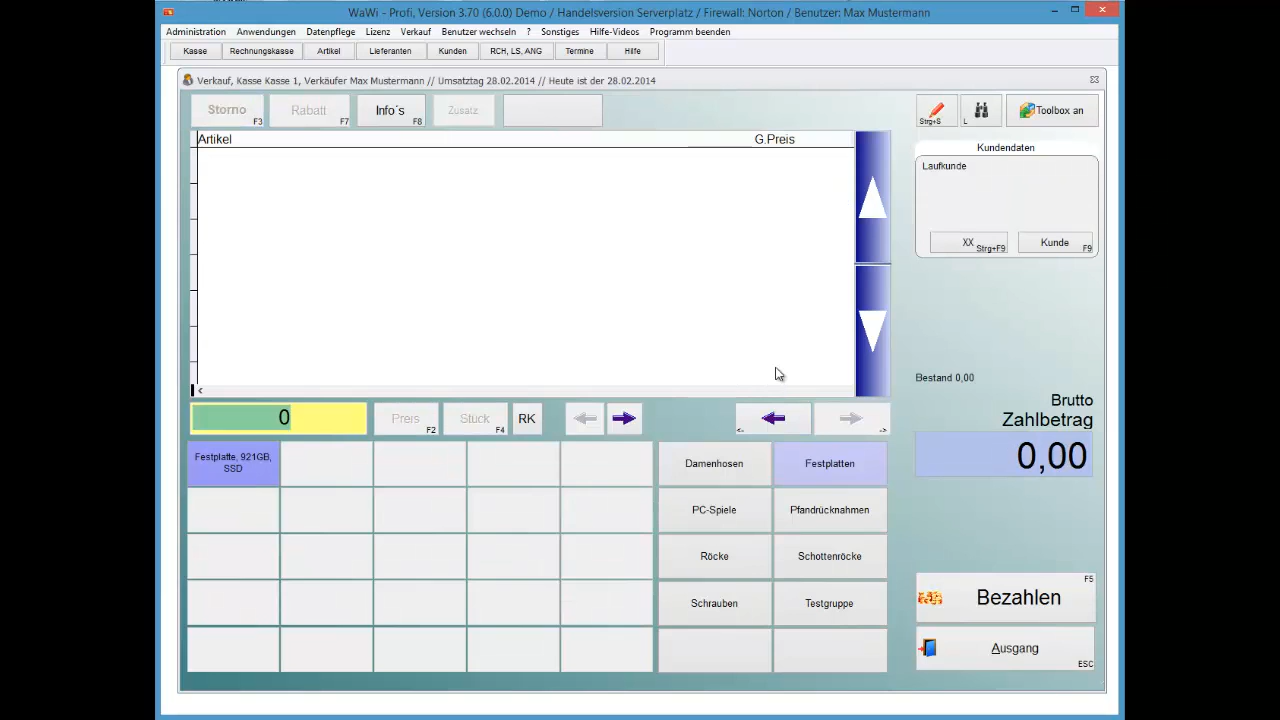 WaWi - Profi, Version 3.70 (6.0.0) Demo / Handelsversion Serverplatz / Firewall: Norton / Benutzer: Max Mustermann
Administration Anwendungen Datenpflege Lizenz Verkauf Benutzer wechseln ? Sonstiges Hilfe-Videos Programm beenden
Kasse Rechnungskasse Artikel Lieferanten Kunden RCH, LS, ANG Termine Hilfe
Verkauf, Kasse Kasse 1, Verkäufer Max Mustermann // Umsatztag 28.02.2014 // Heute ist der 28.02.2014
Storno F3 Rabatt F7 Info´s F8 Zusatz Strg+S L Toolbox an
Artikel G.Preis
Kundendaten
Laufkunde
XX Strg+F9 Kunde F9
Bestand 0,00
Brutto
Zahlbetrag
0,00
0 Preis F2 Stück F4 RK <- ->
Festplatte, 921GB,
SSD
Damenhosen Festplatten
PC-Spiele Pfandrücknahmen
Röcke Schottenröcke
Schrauben Testgruppe
Bezahlen F5
Ausgang ESC